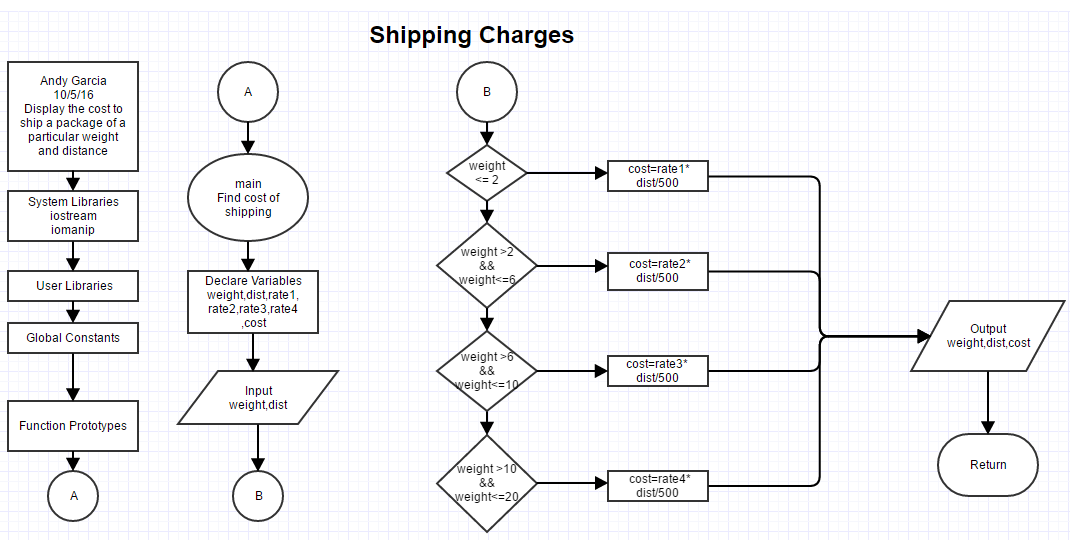 Shipping Charges
Andy Garcia
10/5/16
Display the cost to
ship a package of a
particular weight
and distance
System Libraries
iostream
iomanip
User Libraries
Global Constants
Function Prototypes
A
A
main
Find cost of
shipping
Declare Variables
weight,dist,rate1,
rate2,rate3,rate4
,cost
Input
weight,dist
B
B
weight
<= 2
cost=rate1*
dist/500
weight >2
&&
weight<=6
cost=rate2*
dist/500
weight >6
&&
weight<=10
cost=rate3*
dist/500
weight >10
&&
weight<=20
cost=rate4*
dist/500
Output
weight,dist,cost
Return